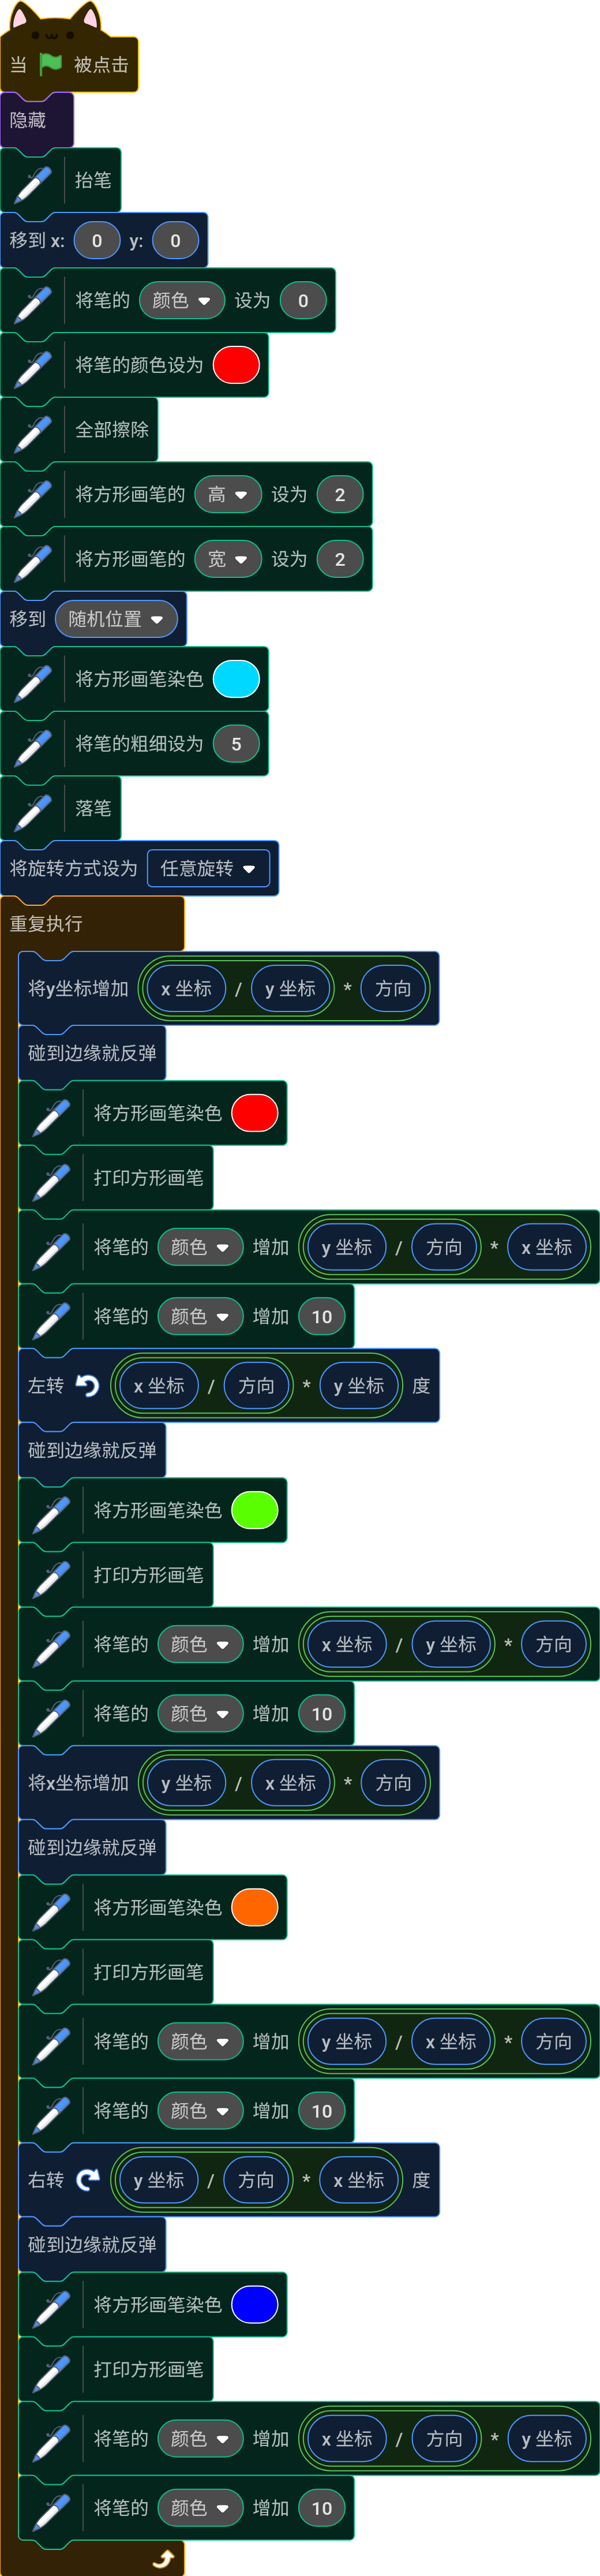 当 被点击
隐藏
抬笔
移到 x: 0 y: 0
将笔的 颜色 设为 0
将笔的颜色设为
全部擦除
将方形画笔的 高 设为 2
将方形画笔的 宽 设为 2
移到 随机位置
将方形画笔染色
将笔的粗细设为 5
落笔
将旋转方式设为 任意旋转
重复执行
将y坐标增加 x 坐标 / y 坐标 * 方向
碰到边缘就反弹
将方形画笔染色
打印方形画笔
将笔的 颜色 增加 y 坐标 / 方向 * x 坐标
将笔的 颜色 增加 10
左转 x 坐标 / 方向 * y 坐标 度
碰到边缘就反弹
将方形画笔染色
打印方形画笔
将笔的 颜色 增加 x 坐标 / y 坐标 * 方向
将笔的 颜色 增加 10
将x坐标增加 y 坐标 / x 坐标 * 方向
碰到边缘就反弹
将方形画笔染色
打印方形画笔
将笔的 颜色 增加 y 坐标 / x 坐标 * 方向
将笔的 颜色 增加 10
右转 y 坐标 / 方向 * x 坐标 度
碰到边缘就反弹
将方形画笔染色
打印方形画笔
将笔的 颜色 增加 x 坐标 / 方向 * y 坐标
将笔的 颜色 增加 10